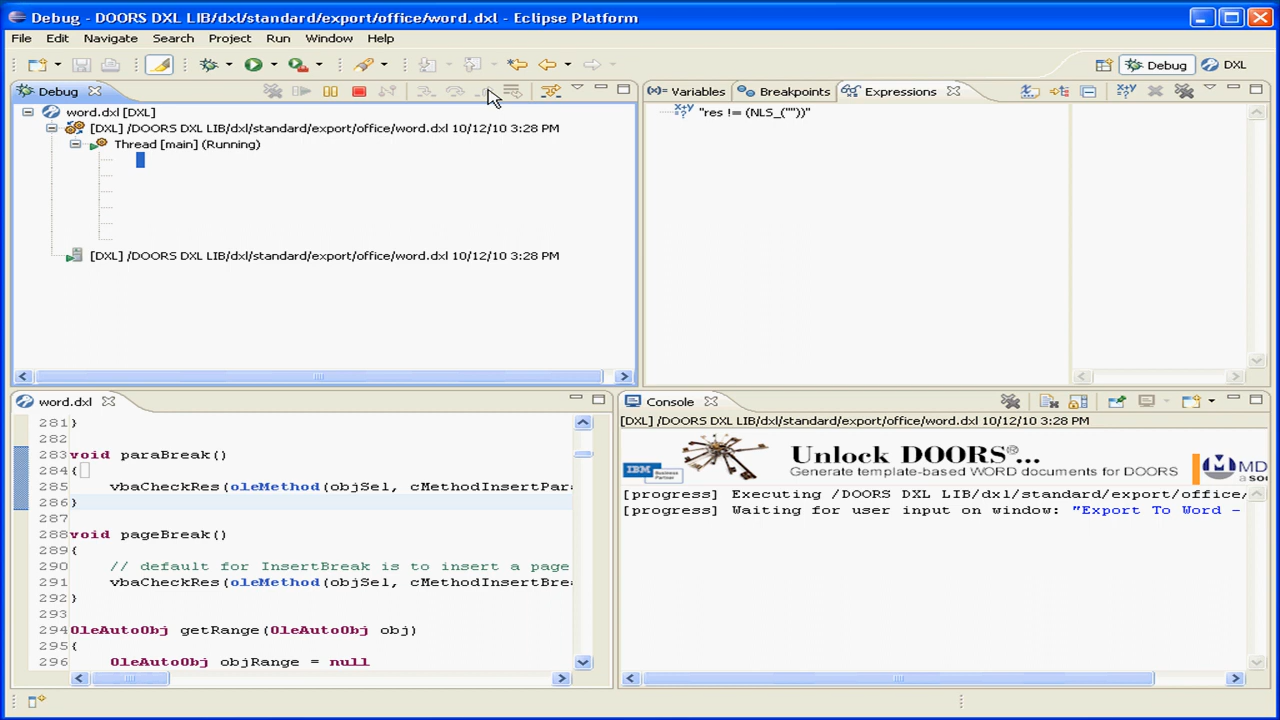 Debug - DOORS DXL LIB/dxl/standard/export/office/word.dxl - Eclipse Platform
File Edit Navigate Search Project Run Window Help
Debug DXL
Debug
word.dxl [DXL]
[DXL] /DOORS DXL LIB/dxl/standard/export/office/word.dxl 10/12/10 3:28 PM
Thread [main] (Running)
[DXL] /DOORS DXL LIB/dxl/standard/export/office/word.dxl 10/12/10 3:28 PM
(x)= Variables Breakpoints Expressions
"res != (NLS_(""))"
word.dxl
281 }
282
283 void paraBreak()
284 {
285 vbaCheckRes(oleMethod(objSel, cMethodInsertPar
286 }
287
288 void pageBreak()
289 {
290 // default for InsertBreak is to insert a page
291 vbaCheckRes(oleMethod(objSel, cMethodInsertBre
292 }
293
294 OleAutoObj getRange(OleAutoObj obj)
295 {
296 OleAutoObj objRange = null
Console
[DXL] /DOORS DXL LIB/dxl/standard/export/office/word.dxl 10/12/10 3:28 PM
IBM Business Partner
Unlock DOORS®...
Generate template-based WORD documents for DOORS
MD
a so
[progress] Executing /DOORS DXL LIB/dxl/standard/export/office/
[progress] Waiting for user input on window: "Export To Word -